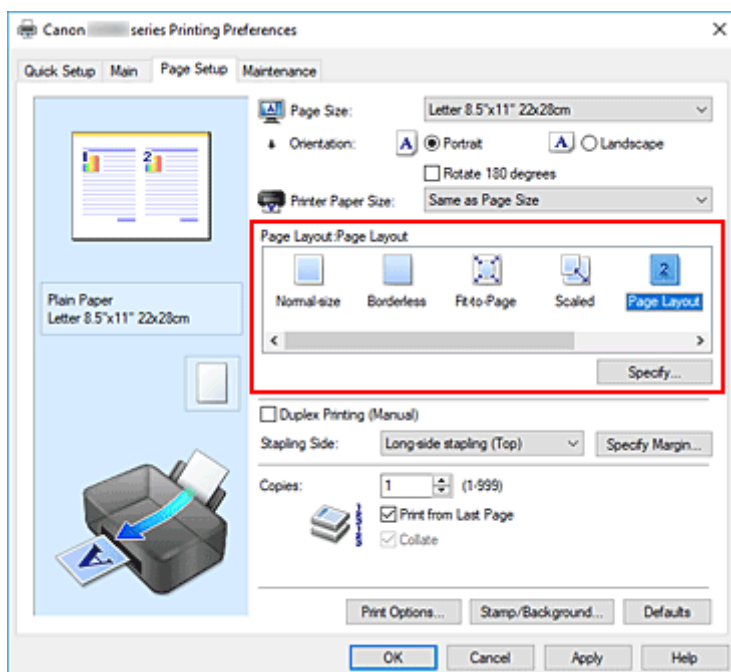 Canon series Printing Preferences
Quick Setup Main Page Setup Maintenance
1 2
Plain Paper
Letter 8.5"x11" 22x28cm
A
Page Size: Letter 8.5"x11" 22x28cm
Orientation: A Portrait A Landscape
Rotate 180 degrees
Printer Paper Size: Same as Page Size
Page Layout:Page Layout
2
Normal-size Borderless Fit-to-Page Scaled Page Layout
Specify...
Duplex Printing (Manual)
Stapling Side: Long-side stapling (Top) Specify Margin...
Copies: 1 (1-999)
Print from Last Page
Collate
Print Options... Stamp/Background... Defaults
OK Cancel Apply Help